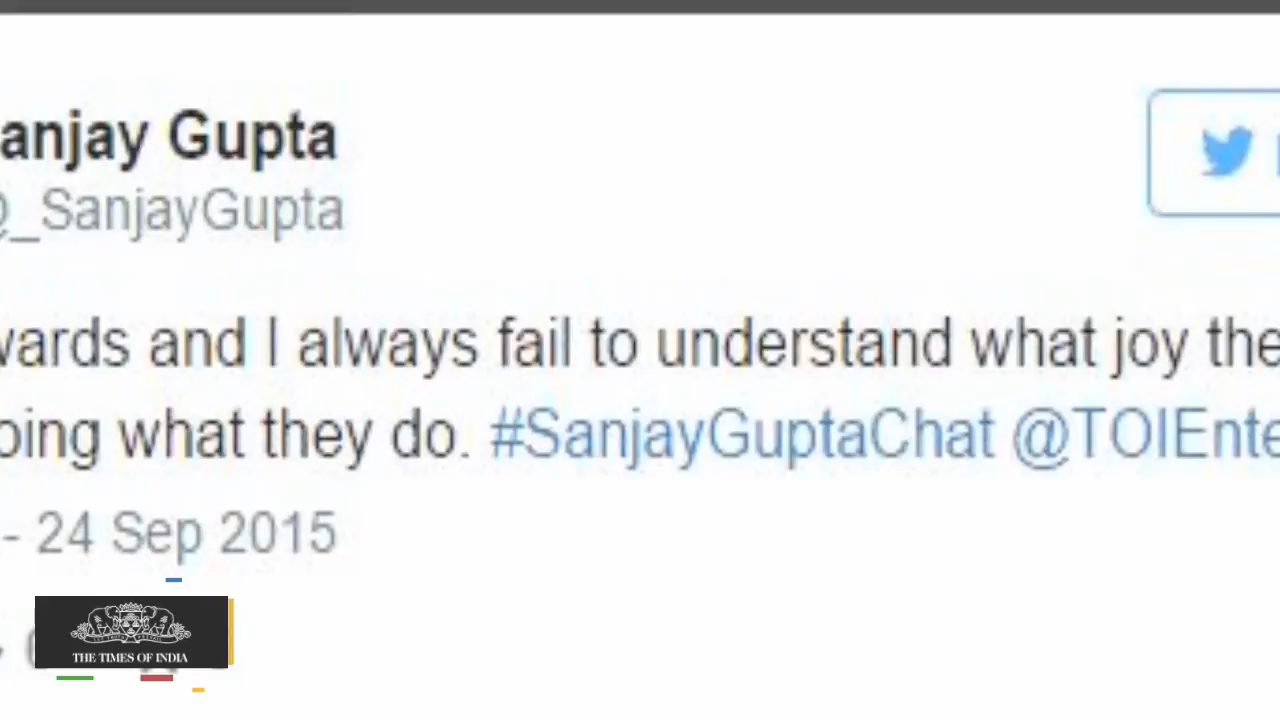 anjay Gupta
@_SanjayGupta
wards and I always fail to understand what joy the
oing what they do. #SanjayGuptaChat @TOIEnte
- 24 Sep 2015
THE TIMES OF INDIA